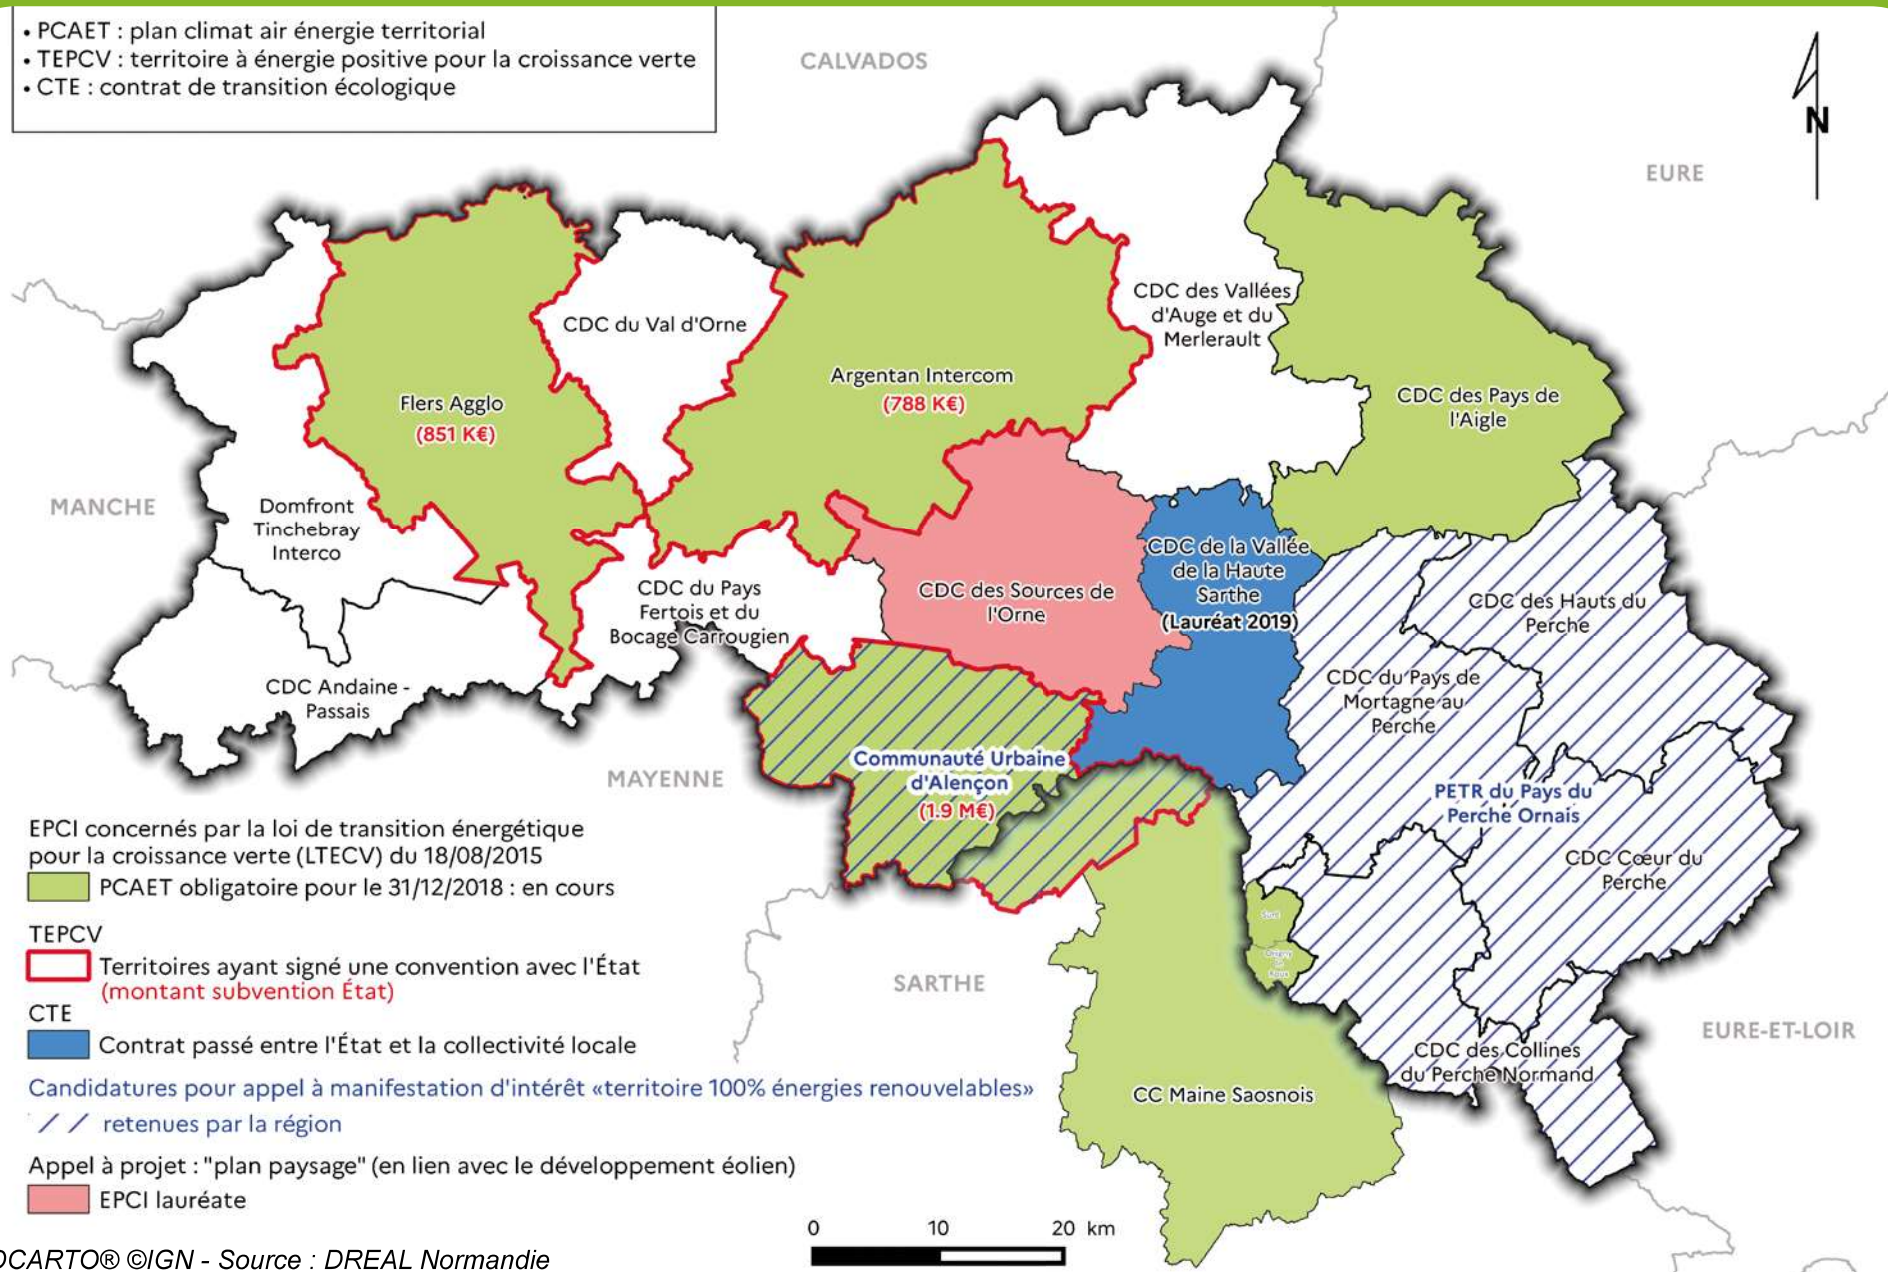 • PCAET : plan climat air énergie territorial
• TEPCV : territoire à énergie positive pour la croissance verte
• CTE : contrat de transition écologique
CALVADOS
N
EURE
CDC du Val d'Orne
CDC des Vallées
d'Auge et du
Merlerault
Argentan Intercom
(788 K€)
Flers Agglo
(851 K€)
CDC des Pays de
l'Aigle
MANCHE
Domfront
Tinchebray
Interco
CDC du Pays
Fertois et du
Bocage Carrougien
CDC des Sources de
l'Orne
CDC de la Vallée
de la Haute
Sarthe
(Lauréat 2019)
CDC des Hauts du
Perche
CDC Andaine -
Passais
CDC du Pays de
Mortagne au
Perche
MAYENNE
Communauté Urbaine
d'Alençon
(1.9 M€)
PETR du Pays du
Perche Ornais
CDC Cœur du
Perche
Suré
Origny
le
Roux
SARTHE
EURE-ET-LOIR
CDC des Collines
du Perche Normand
CC Maine Saosnois
EPCI concernés par la loi de transition énergétique
pour la croissance verte (LTECV) du 18/08/2015
PCAET obligatoire pour le 31/12/2018 : en cours
TEPCV
Territoires ayant signé une convention avec l'État
(montant subvention État)
CTE
Contrat passé entre l'État et la collectivité locale
Candidatures pour appel à manifestation d'intérêt «territoire 100% énergies renouvelables»
retenues par la région
Appel à projet : "plan paysage" (en lien avec le développement éolien)
EPCI lauréate
0 10 20 km
OCARTO® ©IGN - Source : DREAL Normandie